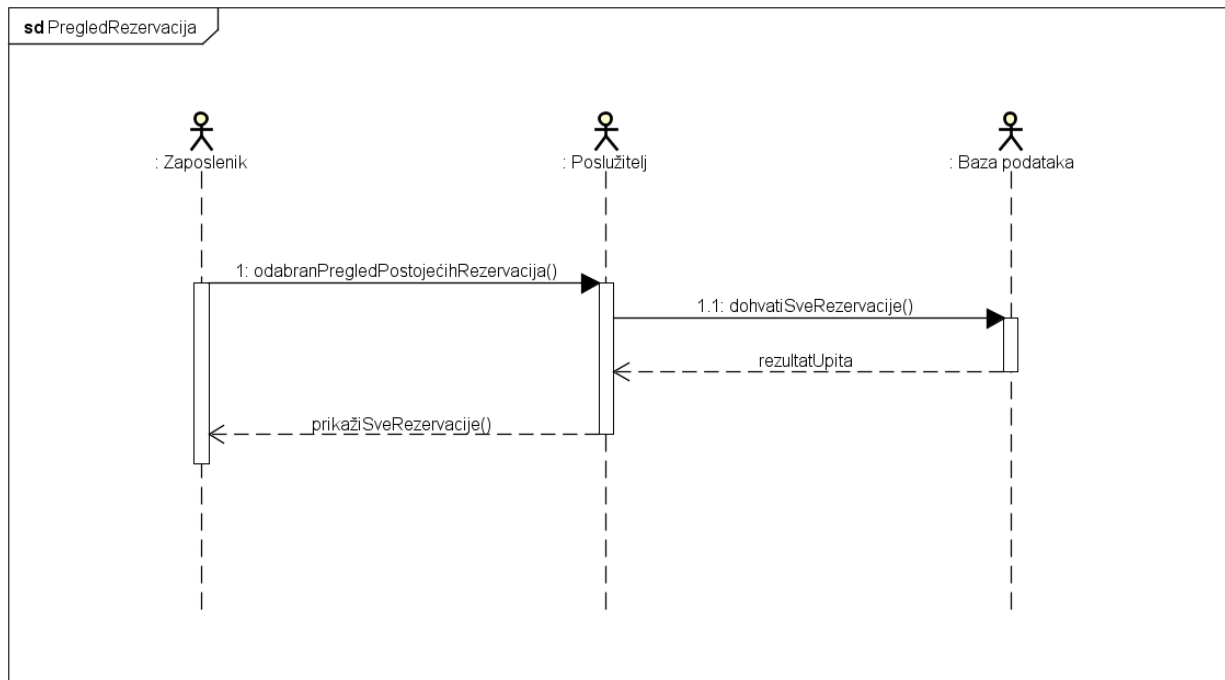 sd PregledRezervacija
: Zaposlenik
: Poslužitelj
: Baza podataka
1: odabranPregledPostojećihRezervacija()
1.1: dohvatiSveRezervacije()
rezultatUpita
prikažiSveRezervacije()